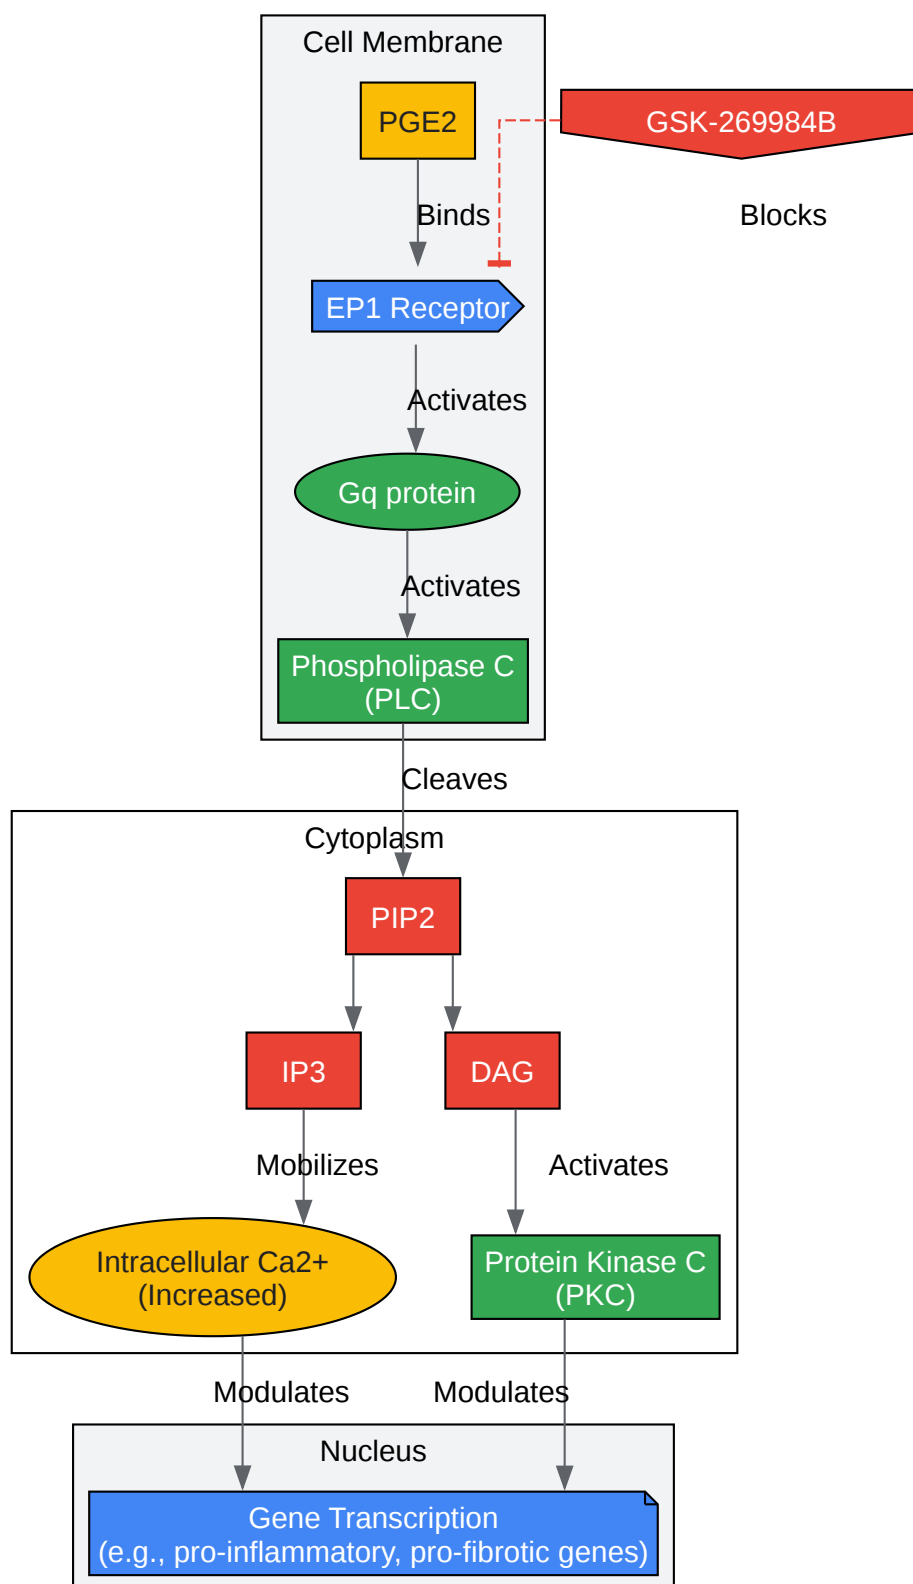 Cell Membrane
PGE2
GSK-269984B
Binds
Blocks
EP1 Receptor
Activates
Gq protein
Activates
Phospholipase C
(PLC)
Cleaves
Cytoplasm
PIP2
IP3
DAG
Mobilizes
Activates
Intracellular Ca2+
(Increased)
Protein Kinase C
(PKC)
Modulates
Modulates
Nucleus
Gene Transcription
(e.g., pro-inflammatory, pro-fibrotic genes)